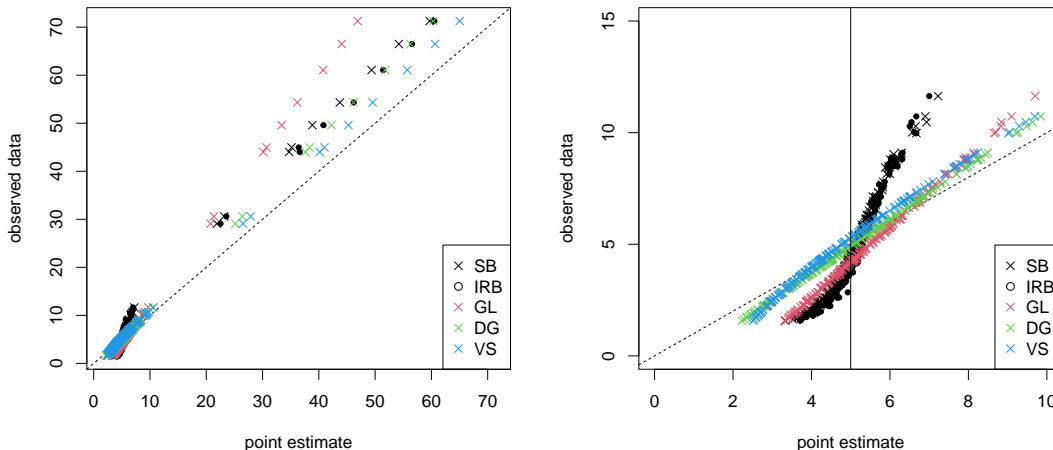 70
60
50
40
30
20
10
0
observed data
0 10 20 30 40 50 60 70
point estimate
SB
IRB
GL
DG
VS
15
10
5
0
observed data
0 2 4 6 8 10
point estimate
SB
IRB
GL
DG
VS